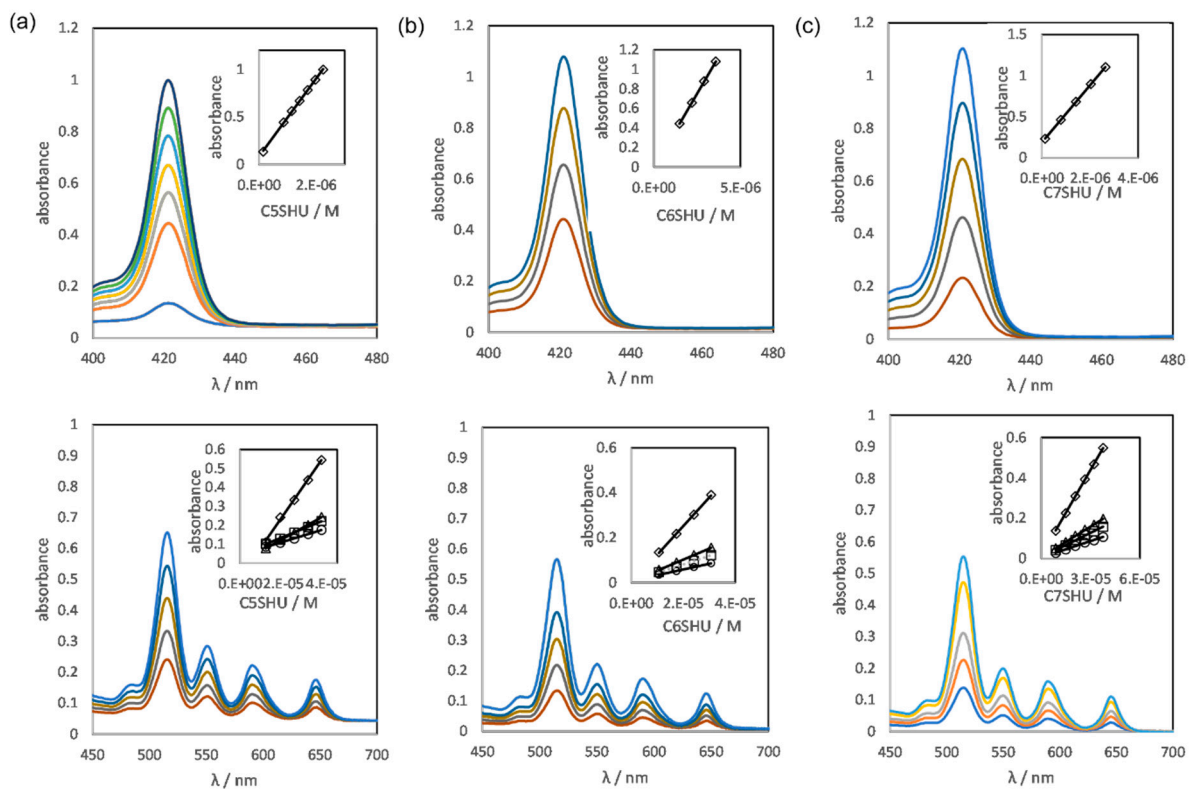 (a)
1.2
1
0.8
0.6
0.4
0.2
0
absorbance
400
420
440
460
480
λ / nm
1
0.5
0
absorbance
0.E+00
2.E-06
C5SHU / M
(b)
1.2
1
0.8
0.6
0.4
0.2
0
absorbance
400
420
440
460
480
λ / nm
1.2
1.0
0.8
0.6
0.4
0.2
0.0
absorbance
0.E+00
5.E-06
C6SHU / M
(c)
1.2
1
0.8
0.6
0.4
0.2
0
absorbance
400
420
440
460
480
λ / nm
1.5
1.0
0.5
0.0
absorbance
0.E+00
2.E-06
4.E-06
C7SHU / M
1
0.9
0.8
0.7
0.6
0.5
0.4
0.3
0.2
0.1
0
absorbance
450
500
550
600
650
700
λ / nm
0.6
0.5
0.4
0.3
0.2
0.1
0
absorbance
0.E+00
2.E-05
4.E-05
C5SHU / M
1
0.9
0.8
0.7
0.6
0.5
0.4
0.3
0.2
0.1
0
absorbance
450
500
550
600
650
700
λ / nm
0.6
0.4
0.2
0
absorbance
0.E+00
2.E-05
4.E-05
C6SHU / M
1
0.9
0.8
0.7
0.6
0.5
0.4
0.3
0.2
0.1
0
absorbance
450
500
550
600
650
700
λ / nm
0.6
0.4
0.2
0
absorbance
0.E+00
3.E-05
6.E-05
C7SHU / M